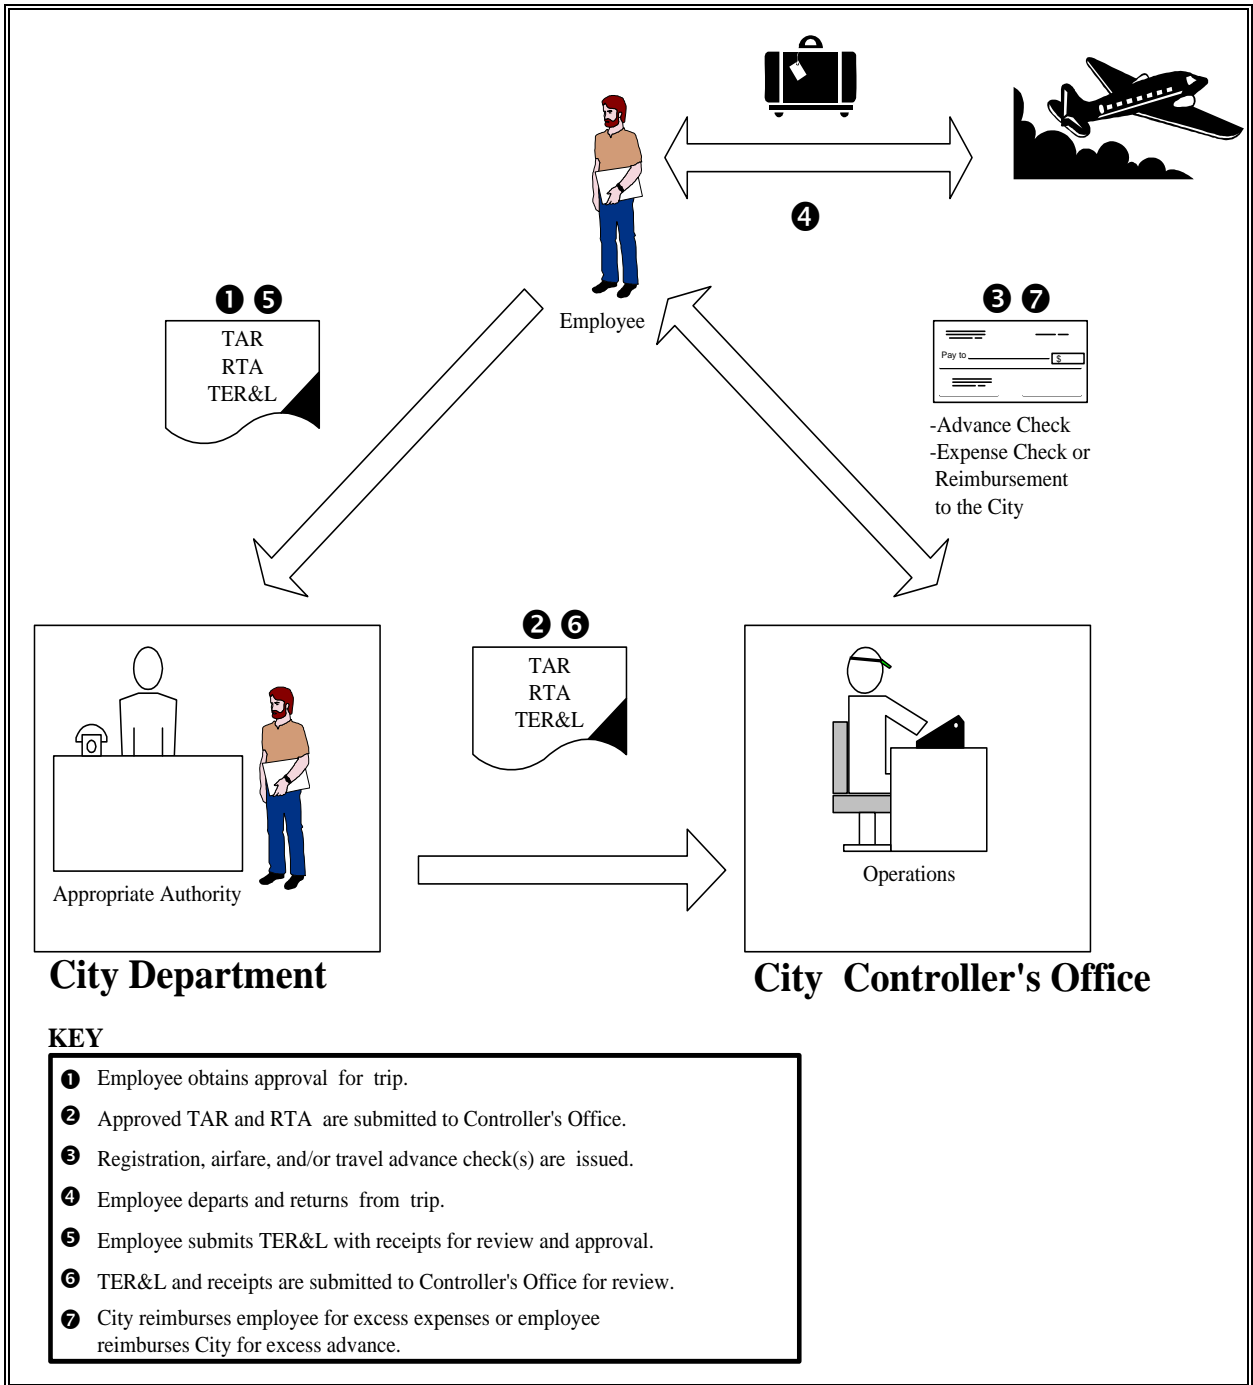 ❹
❶ ❺
TAR
RTA
TER&L
Employee
❸ ❼
Pay to
$
-Advance Check
-Expense Check or
Reimbursement
to the City
❷ ❻
TAR
RTA
TER&L
Appropriate Authority
Operations
City Department
City Controller's Office
KEY
❶ Employee obtains approval for trip.
❷ Approved TAR and RTA are submitted to Controller's Office.
❸ Registration, airfare, and/or travel advance check(s) are issued.
❹ Employee departs and returns from trip.
❺ Employee submits TER&L with receipts for review and approval.
❻ TER&L and receipts are submitted to Controller's Office for review.
❼ City reimburses employee for excess expenses or employee
reimburses City for excess advance.